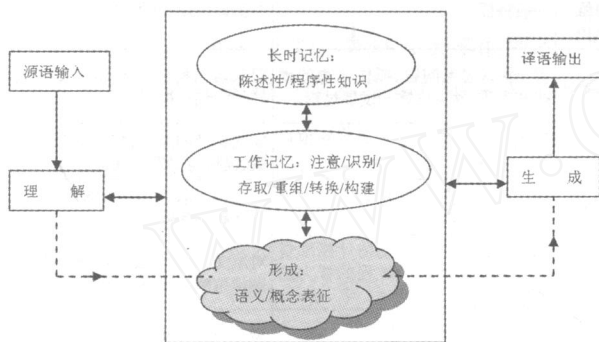 长时记忆：
陈述性/程序性知识
源语输入
译语输出
工作记忆：注意/识别/
存取/重组/转换/构建
理 解
生 成
形成：
语义/概念表征